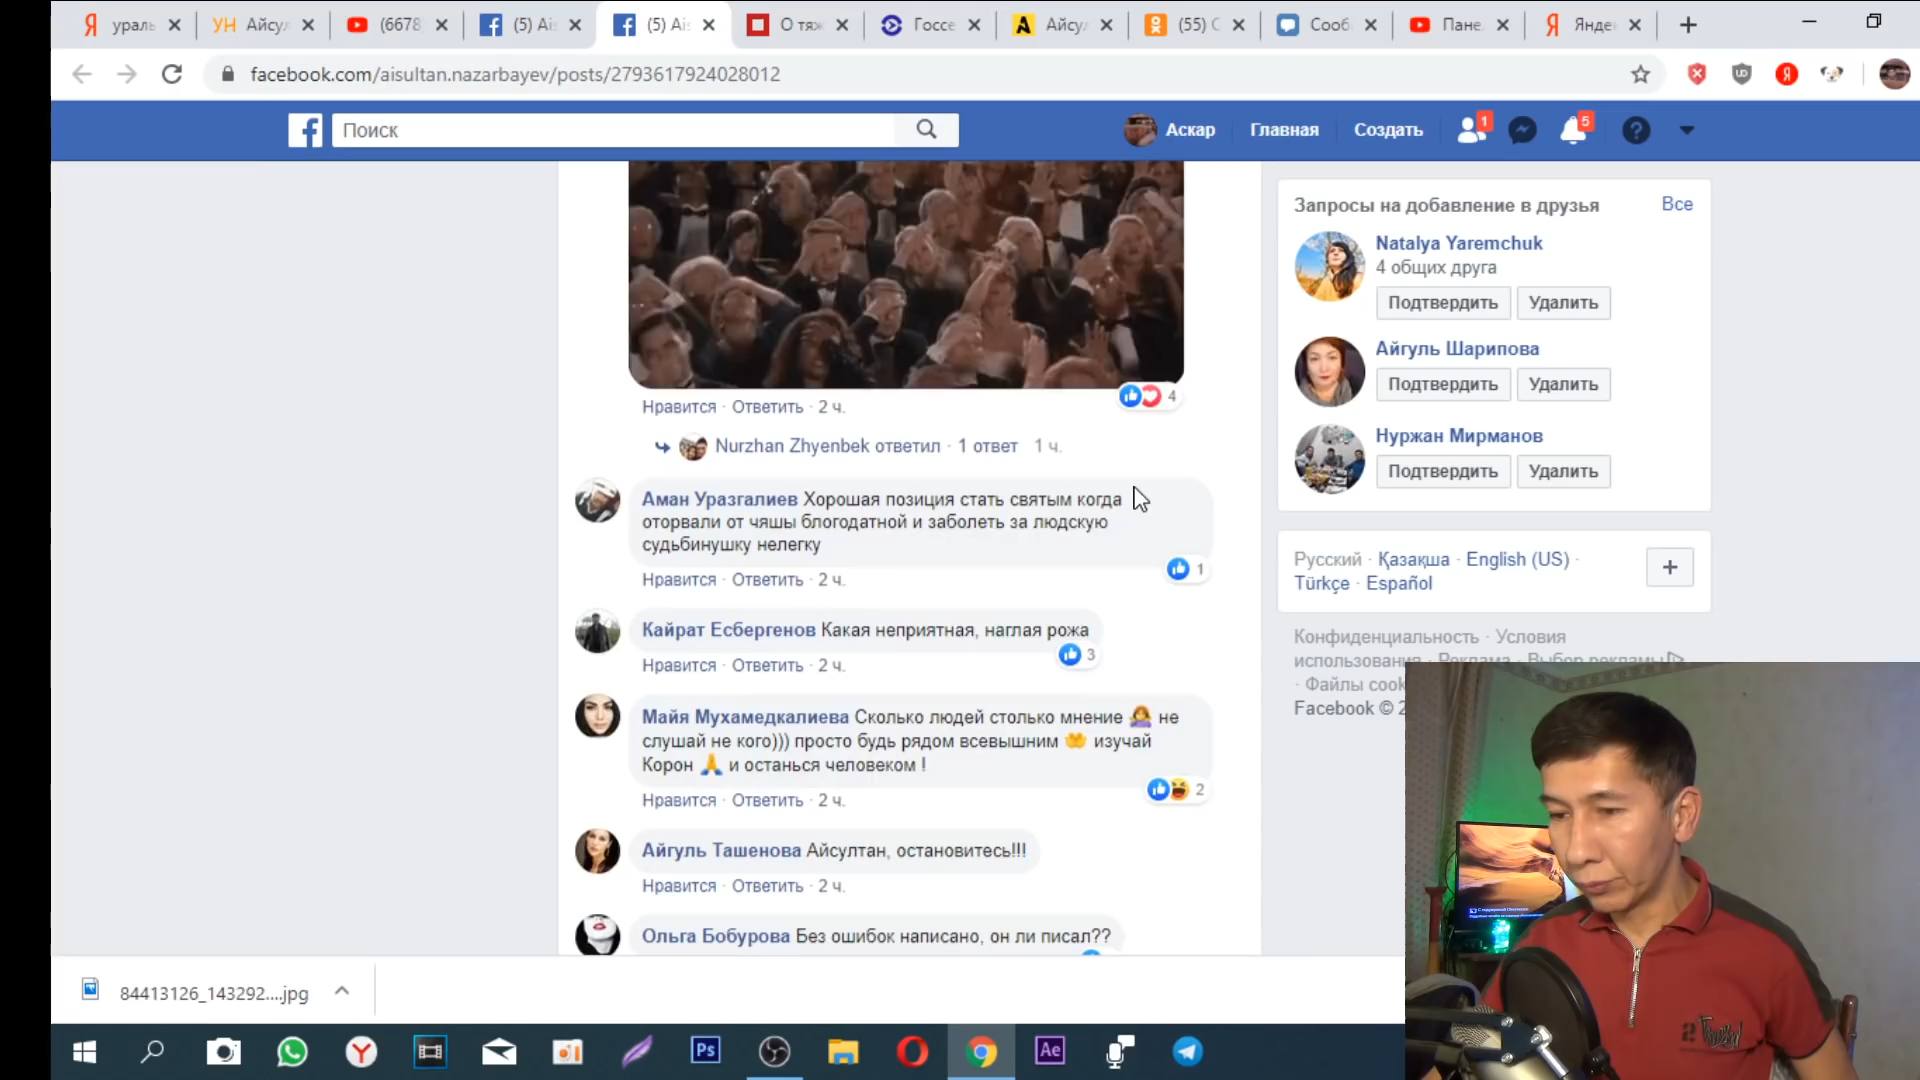 ураль
УН Айсул
(6678
(5) Ai
(5) Ai
О тяж
Госсе
Айсу
(55) С
Сооб
Пане
Янде
facebook.com/aisultan.nazarbayev/posts/2793617924028012
Поиск
Аскар
Главная
Создать
1
5
Запросы на добавление в друзья
Все
Natalya Yaremchuk
4 общих друга
Подтвердить Удалить
Айгуль Шарипова
Подтвердить Удалить
Нуржан Мирманов
Подтвердить Удалить
Русский · Қазақша · English (US) ·
Türkçe · Español
Конфиденциальность · Условия
использования · Реклама · Выбор рекламы
· Файлы cook
Facebook © 2
4
Нравится · Ответить · 2 ч.
Nurzhan Zhyenbek ответил · 1 ответ 1 ч.
Аман Уразгалиев Хорошая позиция стать святым когда
оторвали от чяшы блогодатной и заболеть за людскую
судьбинушку нелегку
1
Нравится · Ответить · 2 ч.
Кайрат Есбергенов Какая неприятная, наглая рожа
3
Нравится · Ответить · 2 ч.
Майя Мухамедкалиева Сколько людей столько мнение 🤷‍♀️ не
слушай не кого))) просто будь рядом всевышним 🤲 изучай
Корон 🙏 и останься человеком !
2
Нравится · Ответить · 2 ч.
Айгуль Ташенова Айсултан, остановитесь!!!
Нравится · Ответить · 2 ч.
Ольга Бобурова Без ошибок написано, он ли писал??
84413126_143292....jpg
Ps
Ae